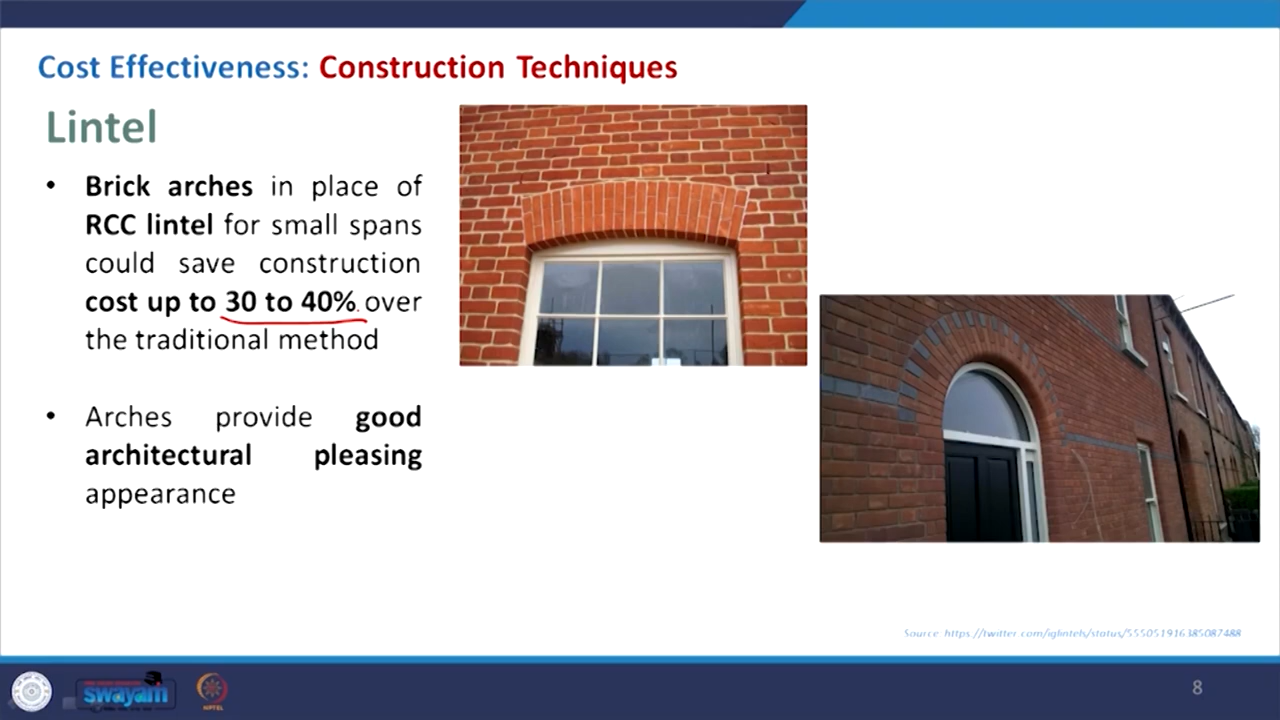 Cost Effectiveness: Construction Techniques
Lintel
• Brick arches in place of
RCC lintel for small spans
could save construction
cost up to 30 to 40% over
the traditional method
• Arches provide good
architectural pleasing
appearance
Source: https://twitter.com/iglintels/status/555051916385087488
swayam
8